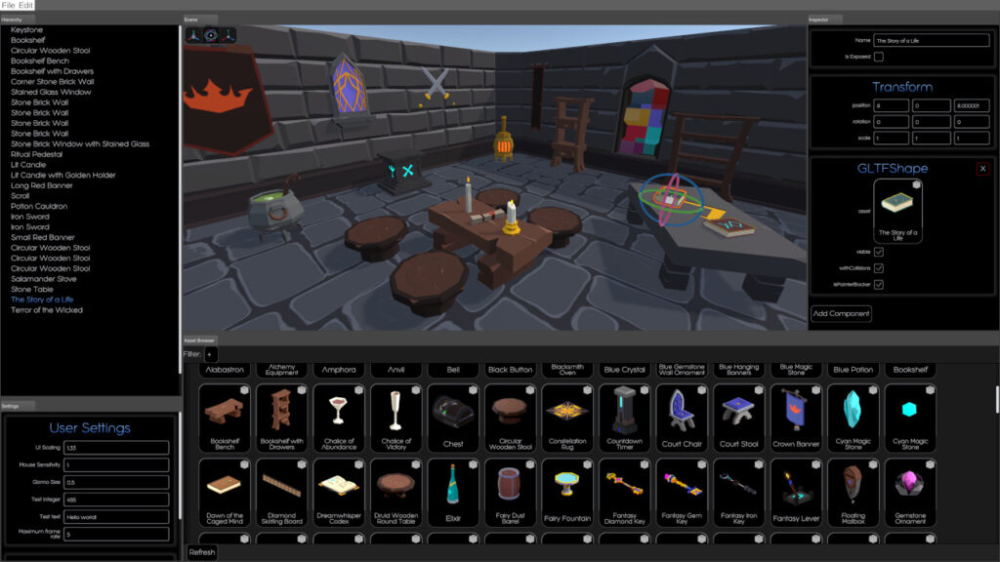 File Edit
Hierarchy
Keystone
Bookshelf
Circular Wooden Stool
Bookshelf Bench
Bookshelf with Drawers
Corner Stone Brick Wall
Stained Glass Window
Stone Brick Wall
Stone Brick Wall
Stone Brick Wall
Stone Brick Wall
Stone Brick Window with Stained Glass
Ritual Pedestal
Lit Candle
Lit Candle with Golden Holder
Long Red Banner
Scroll
Potion Cauldron
Iron Sword
Iron Sword
Small Red Banner
Circular Wooden Stool
Circular Wooden Stool
Circular Wooden Stool
Salamander Stove
Stone Table
The Story of a Life
Terror of the Wicked
Settings
User Settings
UI Scaling 1.33
Mouse Sensitivity 1
Gizmo Size 0.5
Test Integer 455
Test text Hello world!
Maximum frame
rate 5
Scene
Asset Browser
Filter: +
Alabastron
Alchemy
Equipment
Amphora
Anvil
Bell
Black Button
Blacksmith
Oven
Blue Crystal
Blue Gemstone
Wall Ornament
Blue Hanging
Banners
Blue Magic
Stone
Blue Potion
Bookshelf
Bookshelf
Bench
Bookshelf with
Drawers
Chalice of
Abundance
Chalice of
Victory
Chest
Circular
Wooden Stool
Constellation
Rug
Countdown
Timer
Court Chair
Court Stool
Crown Banner
Cyan Magic
Stone
Cyan Magic
Stone
Dawn of the
Caged Mind
Diamond
Skirting Board
Dreamwhisper
Codex
Druid Wooden
Round Table
Elixir
Fairy Dust
Barrel
Fairy Fountain
Fantasy
Diamond Key
Fantasy Gem
Key
Fantasy Iron
Key
Fantasy Lever
Floating
Mailbox
Gemstone
Ornament
Refresh
Inspector
Name The Story of a Life
Is Exposed
Transform
position 8 0 8.000001
rotation 0 0 0
scale 1 1 1
GLTFShape X
asset
The Story of a
Life
visible
withCollisions
isPointerBlocker
Add Component